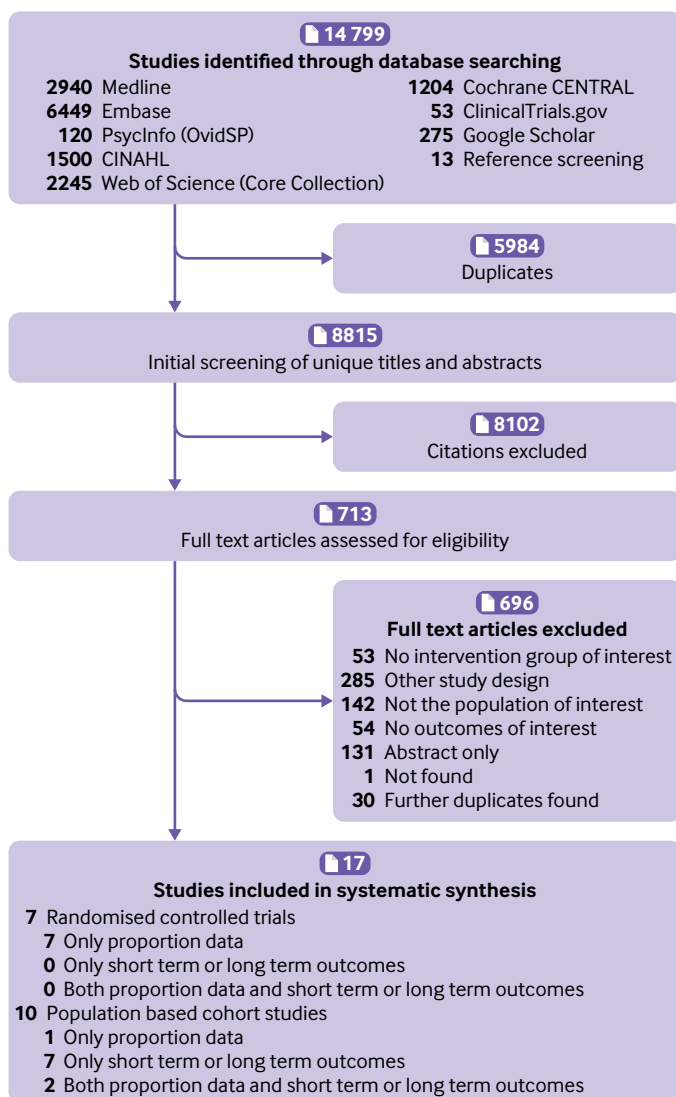 14 799
Studies identified through database searching
2940 Medline
6449 Embase
120 PsycInfo (OvidSP)
1500 CINAHL
2245 Web of Science (Core Collection)
1204 Cochrane CENTRAL
53 ClinicalTrials.gov
275 Google Scholar
13 Reference screening
5984
Duplicates
8815
Initial screening of unique titles and abstracts
8102
Citations excluded
713
Full text articles assessed for eligibility
696
Full text articles excluded
53 No intervention group of interest
285 Other study design
142 Not the population of interest
54 No outcomes of interest
131 Abstract only
1 Not found
30 Further duplicates found
17
Studies included in systematic synthesis
7 Randomised controlled trials
7 Only proportion data
0 Only short term or long term outcomes
0 Both proportion data and short term or long term outcomes
10 Population based cohort studies
1 Only proportion data
7 Only short term or long term outcomes
2 Both proportion data and short term or long term outcomes